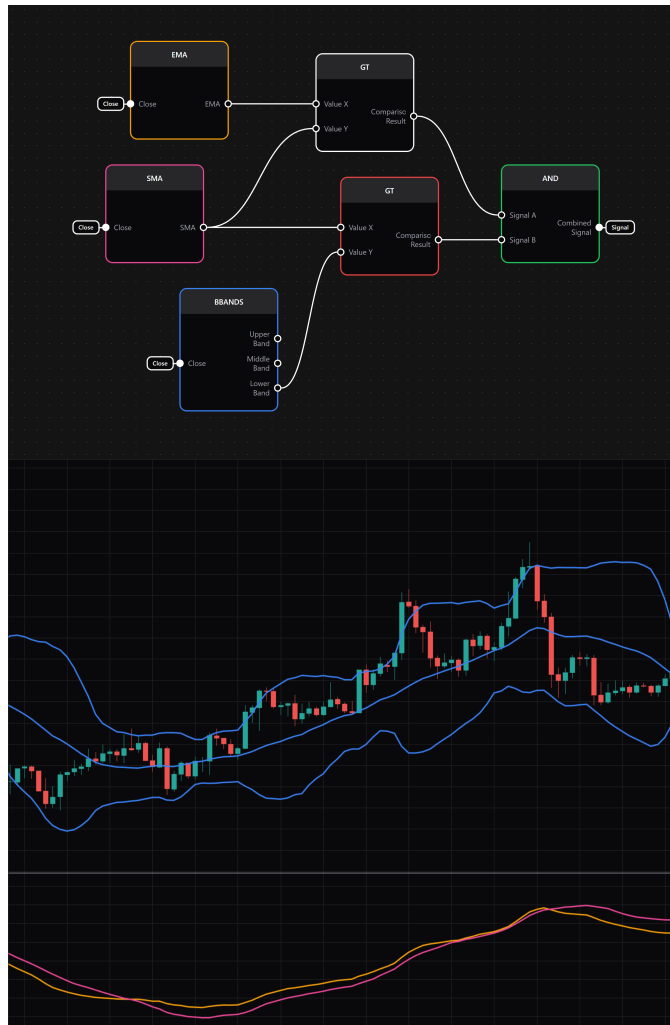 EMA
Close
Close
EMA
GT
Value X
Value Y
Compariso
Result
SMA
Close
Close
SMA
GT
Value X
Value Y
Compariso
Result
AND
Signal A
Signal B
Combined
Signal
Signal
BBANDS
Close
Close
Upper
Band
Middle
Band
Lower
Band